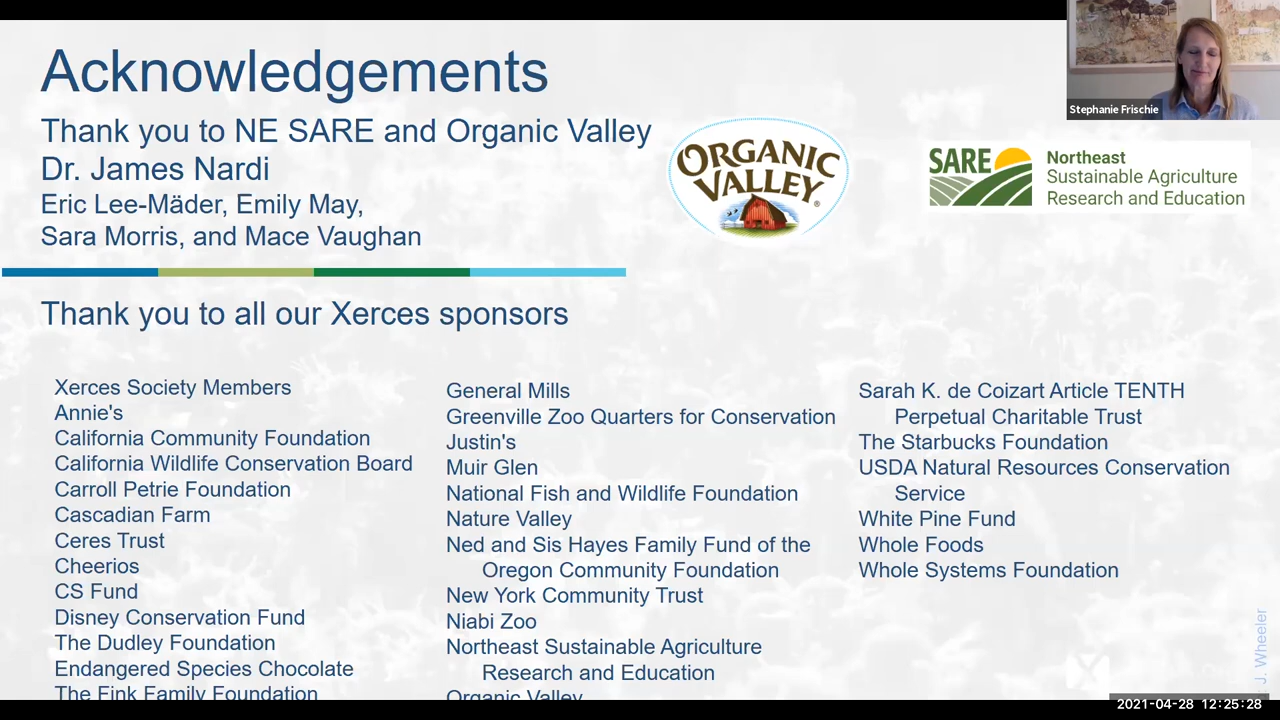 Acknowledgements
Thank you to NE SARE and Organic Valley
Dr. James Nardi
Eric Lee-Mäder, Emily May,
Sara Morris, and Mace Vaughan
ORGANIC
VALLEY
®
SARE
Northeast
Sustainable Agriculture
Research and Education
Stephanie Frischie
Thank you to all our Xerces sponsors
Xerces Society Members
Annie's
California Community Foundation
California Wildlife Conservation Board
Carroll Petrie Foundation
Cascadian Farm
Ceres Trust
Cheerios
CS Fund
Disney Conservation Fund
The Dudley Foundation
Endangered Species Chocolate
The Fink Family Foundation
General Mills
Greenville Zoo Quarters for Conservation
Justin's
Muir Glen
National Fish and Wildlife Foundation
Nature Valley
Ned and Sis Hayes Family Fund of the
Oregon Community Foundation
New York Community Trust
Niabi Zoo
Northeast Sustainable Agriculture
Research and Education
Organic Valley
Sarah K. de Coizart Article TENTH
Perpetual Charitable Trust
The Starbucks Foundation
USDA Natural Resources Conservation
Service
White Pine Fund
Whole Foods
Whole Systems Foundation
J. Wheeler
2021-04-28 12:25:28